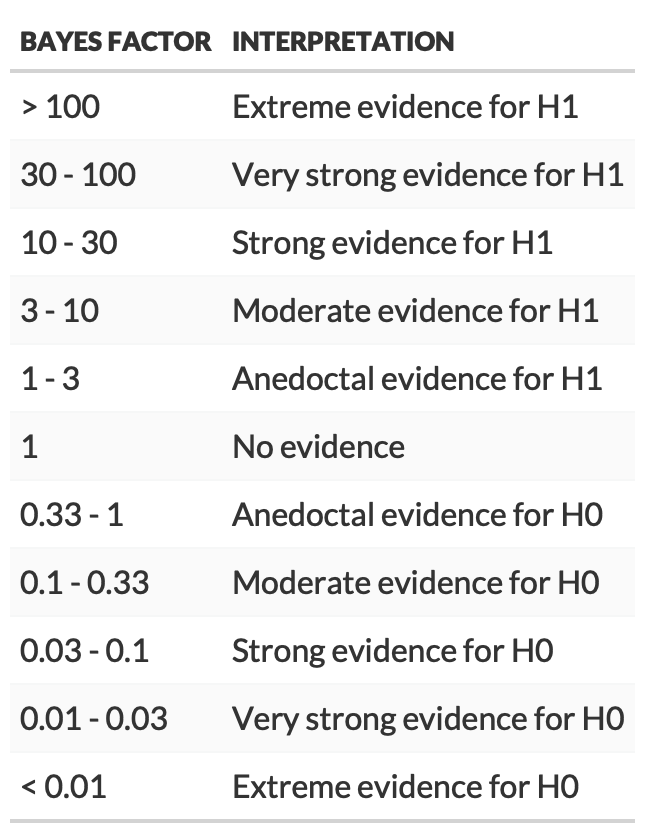 BAYES FACTOR INTERPRETATION
> 100 Extreme evidence for H1
30 - 100 Very strong evidence for H1
10 - 30 Strong evidence for H1
3 - 10 Moderate evidence for H1
1 - 3 Anedoctal evidence for H1
1 No evidence
0.33 - 1 Anedoctal evidence for H0
0.1 - 0.33 Moderate evidence for H0
0.03 - 0.1 Strong evidence for H0
0.01 - 0.03 Very strong evidence for H0
< 0.01 Extreme evidence for H0